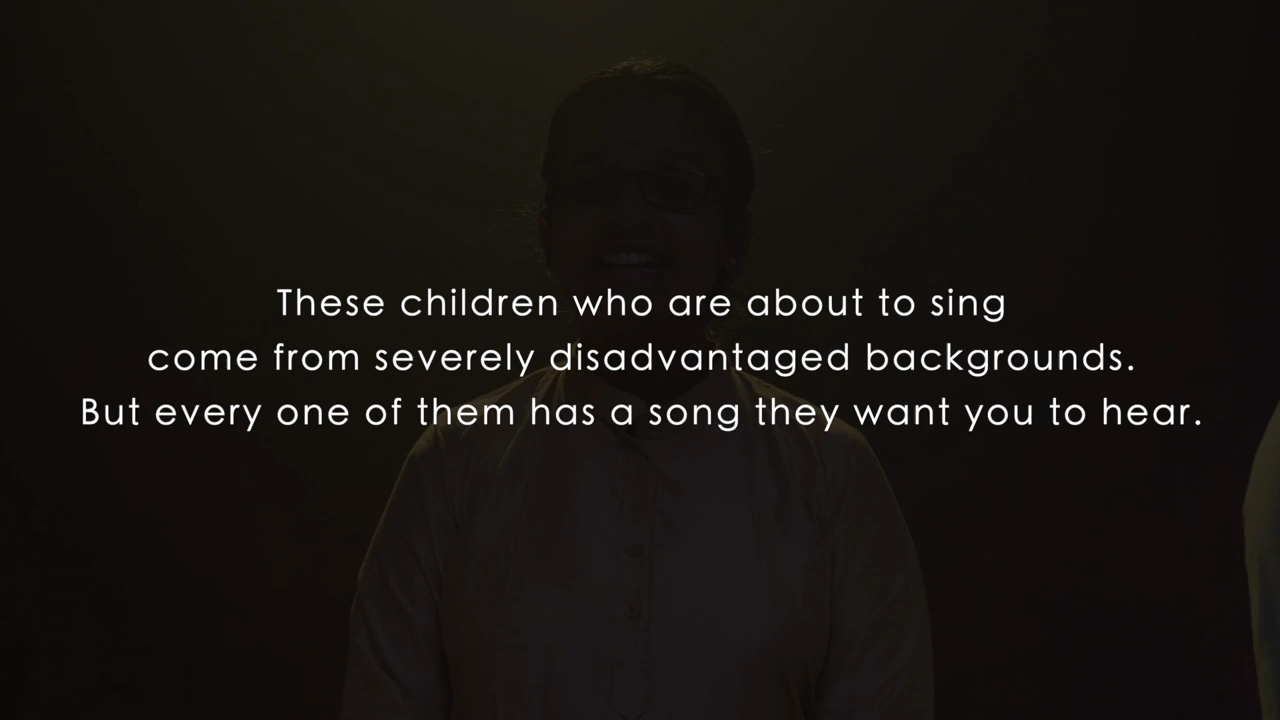 These children who are about to sing
come from severely disadvantaged backgrounds.
But every one of them has a song they want you to hear.